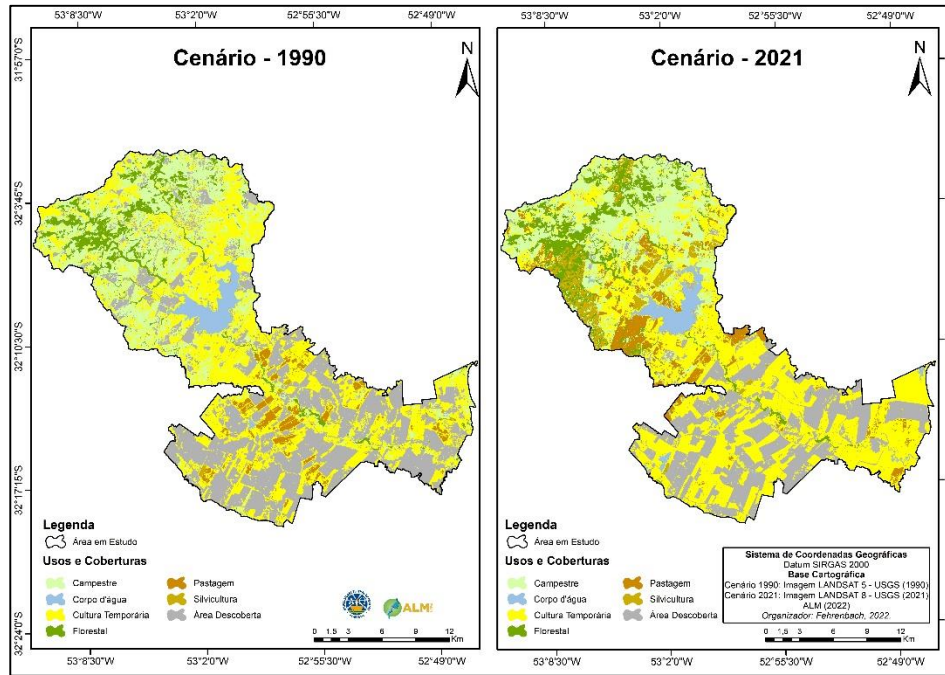 53°8'30"W 53°2'0"W 52°55'30"W 52°49'0"W
53°8'30"W 53°2'0"W 52°55'30"W 52°49'0"W
31°57'0"S
32°3'45"S
32°10'30"S
32°17'15"S
32°24'0"S
Cenário - 1990
N
Legenda
Área em Estudo
Usos e Coberturas
Campestre
Corpo d'água
Cultura Temporária
Florestal
Pastagem
Silvicultura
Área Descoberta
ALM
0 1,5 3 6 9 12
Km
53°8'30"W 53°2'0"W 52°55'30"W 52°49'0"W
Cenário - 2021
N
Legenda
Área em Estudo
Usos e Coberturas
Campestre
Corpo d'água
Cultura Temporária
Florestal
Pastagem
Silvicultura
Área Descoberta
Sistema de Coordenadas Geográficas
Datum SIRGAS 2000
Base Cartográfica
Cenário 1990: Imagem LANDSAT 5 - USGS (1990)
Cenário 2021: Imagem LANDSAT 8 - USGS (2021)
ALM (2022)
Organizador: Fehrenbach, 2022.
0 1,5 3 6 9 12
Km
53°8'30"W 53°2'0"W 52°55'30"W 52°49'0"W